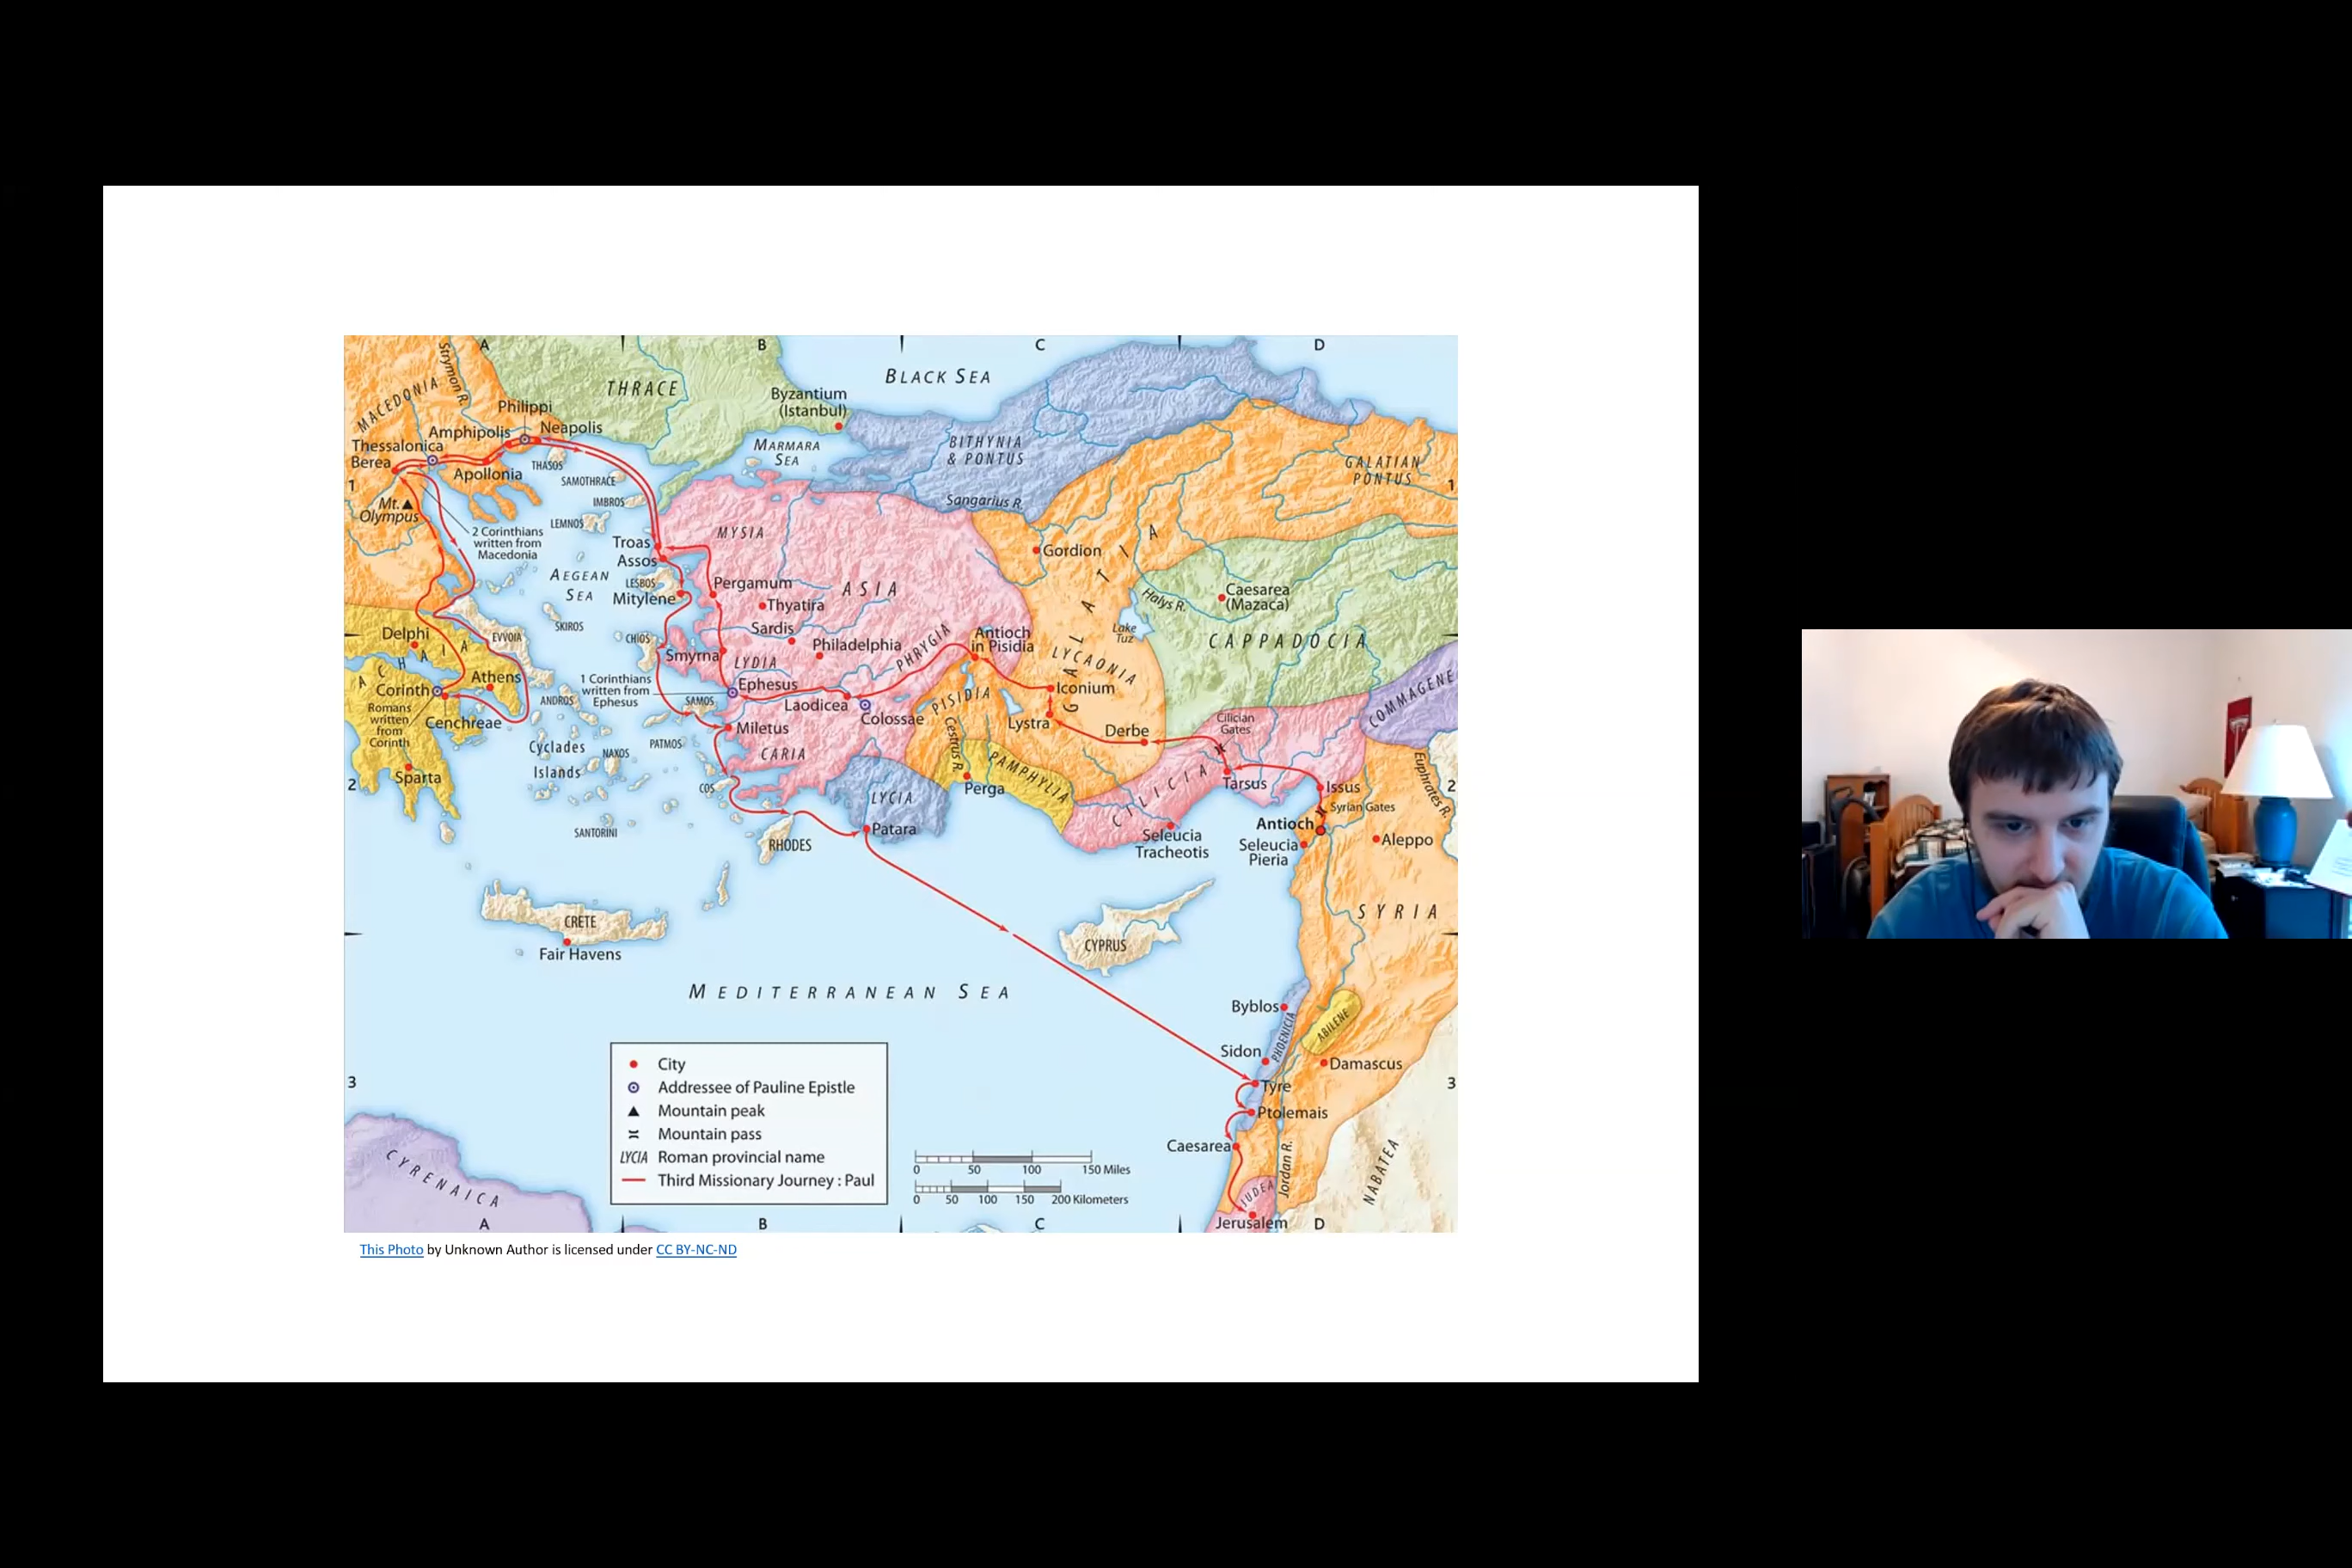 A
B
C
D
BLACK SEA
THRACE
Strymon R.
MACEDONIA
Byzantium
(Istanbul)
Philippi
Neapolis
Amphipolis
Thessalonica
Berea
Apollonia
MARMARA
SEA
BITHYNIA
& PONTUS
GALATIAN
PONTUS
THASOS
SAMOTHRACE
1
1
Sangarius R.
IMBROS
Mt.
Olympus
LEMNOS
2 Corinthians
written from
Macedonia
MYSIA
Troas
Assos
Gordion
AEGEAN
SEA
LESBOS
Mitylene
Pergamum
ASIA
GALATIA
Thyatira
Halys R.
Caesarea
(Mazaca)
SKIROS
Sardis
Lake
Tuz
Delphi
EVVOIA
CHIOS
Philadelphia
PHRYGIA
Antioch
in Pisidia
CAPPADOCIA
ACHAIA
Smyrna
LYDIA
LYCAONIA
Athens
1 Corinthians
written from
Ephesus
Ephesus
Corinth
Iconium
COMMAGENE
ANDROS
SAMOS
Laodicea
PISIDIA
Romans
written
from
Corinth
Cenchreae
Colossae
Lystra
Cilician
Gates
Miletus
Derbe
Cyclades
Islands
NAXOS
PATMOS
CARIA
Cestrus R.
PAMPHYLIA
Sparta
2
COS
LYCIA
Perga
CILICIA
Tarsus
Issus
2
Euphrates R.
Syrian Gates
SANTORINI
Patara
Antioch
RHODES
Seleucia
Tracheotis
Seleucia
Pieria
Aleppo
SYRIA
CRETE
Fair Havens
CYPRUS
MEDITERRANEAN SEA
Byblos
PHOENICIA
ABILENE
Sidon
Damascus
3
Tyre
3
Ptolemais
Caesarea
Jordan R.
NABATEA
CYRENAICA
JUDEA
Jerusalem
City
Addressee of Pauline Epistle
Mountain peak
Mountain pass
LYCIA Roman provincial name
Third Missionary Journey : Paul
0 50 100 150 Miles
0 50 100 150 200 Kilometers
A
B
C
D
This Photo by Unknown Author is licensed under CC BY-NC-ND